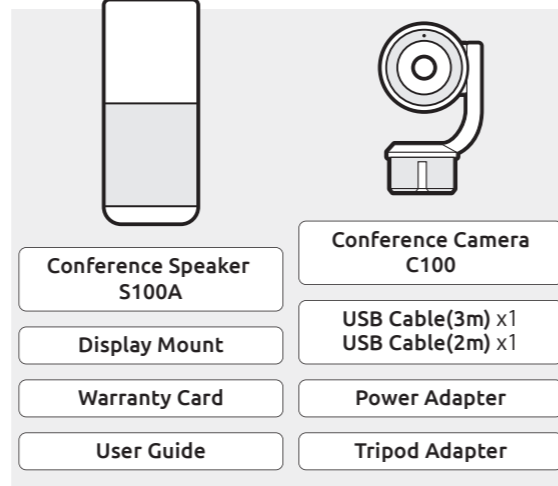 Conference Speaker
S100A
Display Mount
Warranty Card
User Guide
Conference Camera
C100
USB Cable(3m) x1
USB Cable(2m) x1
Power Adapter
Tripod Adapter